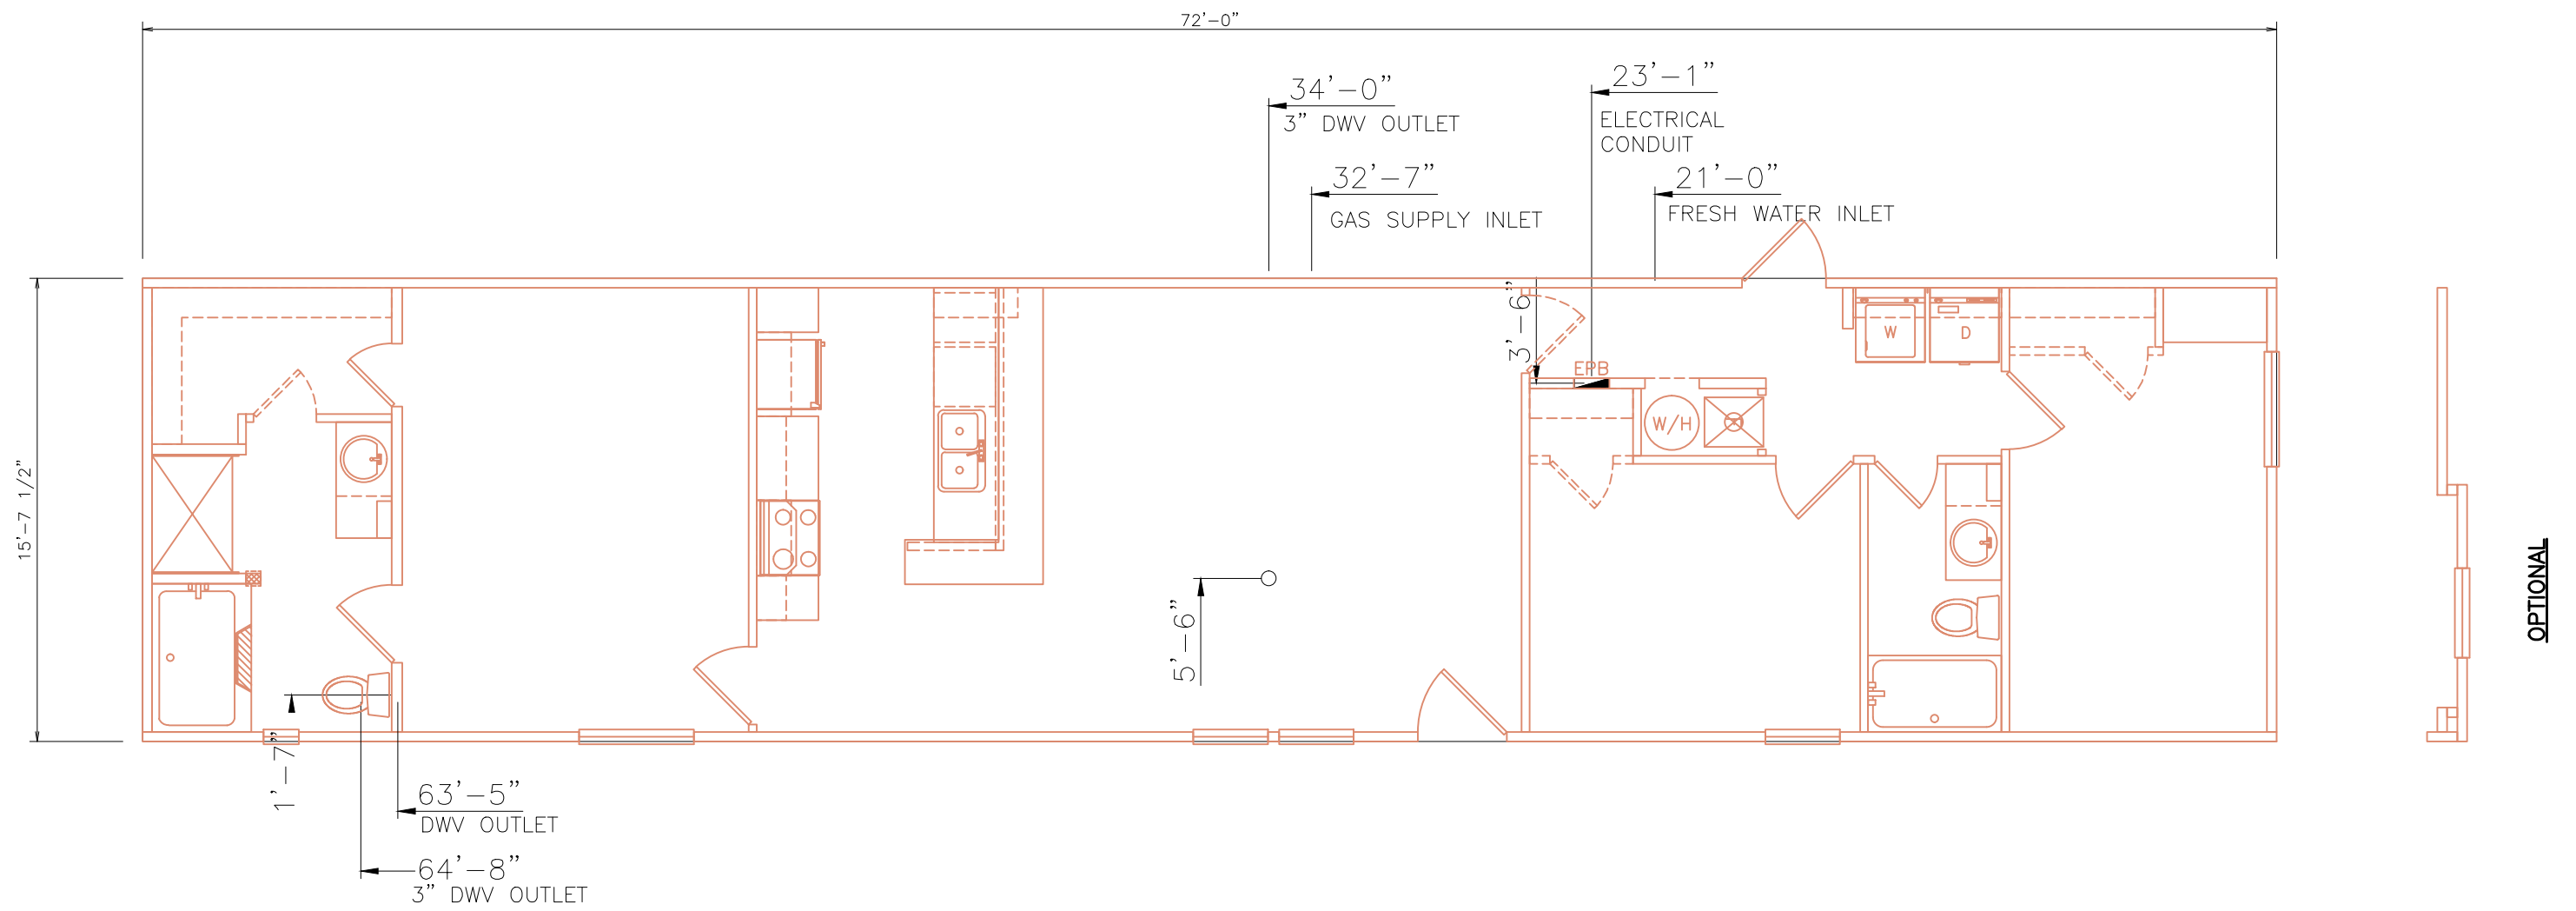 72'-0"
23'-1"
34'-0"
3" DWV OUTLET
ELECTRICAL
CONDUIT
32'-7"
21'-0"
GAS SUPPLY INLET
FRESH WATER INLET
3'-6"
W
D
EPB
W/H
15'-7 1/2"
OPTIONAL
5'-6"
1'-7"
63'-5"
DWV OUTLET
64'-8"
3" DWV OUTLET